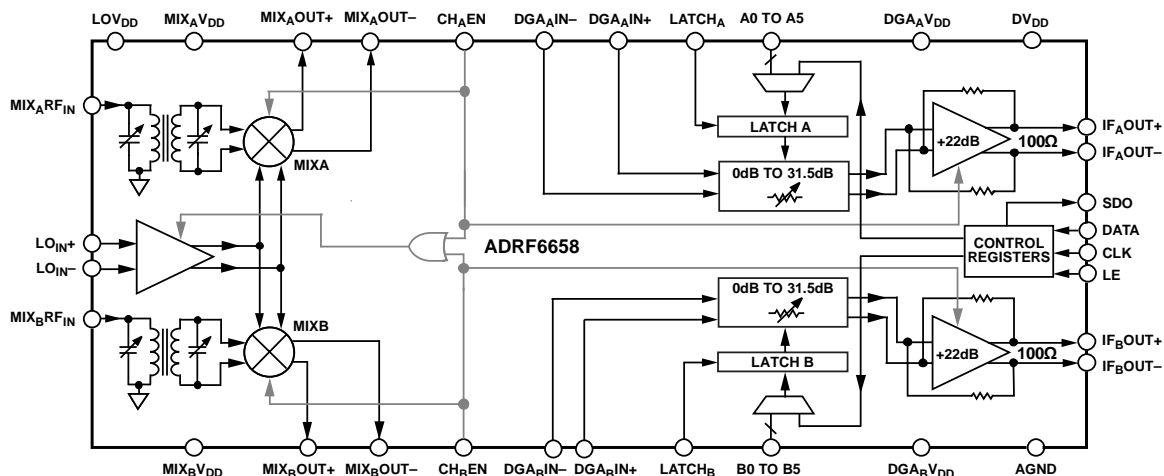 LOVDD
MIXAVDD
MIXAOUT+
MIXAOUT–
CHAEN
DGAAIN–
DGAAIN+
LATCHA
A0 TO A5
DGAAVDD
DVDD
MIXARFIN
MIXA
LATCH A
0dB TO 31.5dB
+22dB
100Ω
IFAOUT+
IFAOUT–
SDO
DATA
CLK
LE
CONTROL
REGISTERS
ADRF6658
LOIN+
LOIN–
MIXBRFIN
MIXB
0dB TO 31.5dB
LATCH B
+22dB
100Ω
IFBOUT+
IFBOUT–
MIXBVDD
MIXBOUT+
MIXBOUT–
CHBEN
DGABIN–
DGABIN+
LATCHB
B0 TO B5
DGABVDD
AGND